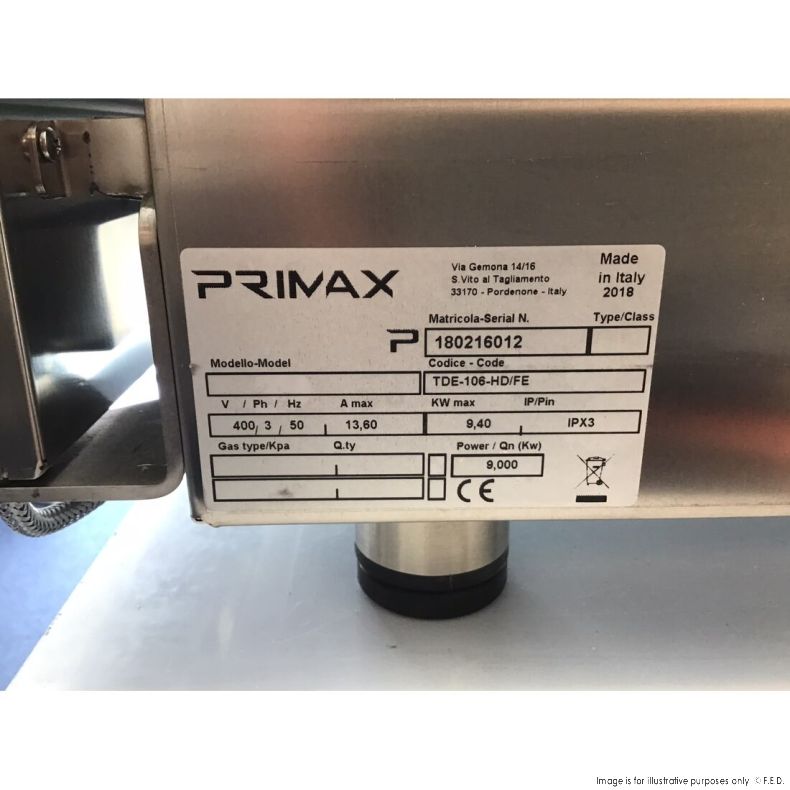 PRIMAX
Via Gemona 14/16
S.Vito al Tagliamento
33170 - Pordenone - Italy
Made
in Italy
2018
Matricola-Serial N. Type/Class
P 180216012
Modello-Model Codice - Code
TDE-106-HD/FE
V / Ph / Hz A max KW max IP/Pin
400 / 3 / 50 13,60 9,40 IPX3
Gas type/Kpa Q.ty Power / Qn (Kw)
9,000
CE
Image is for illustrative purposes only © F.E.D.